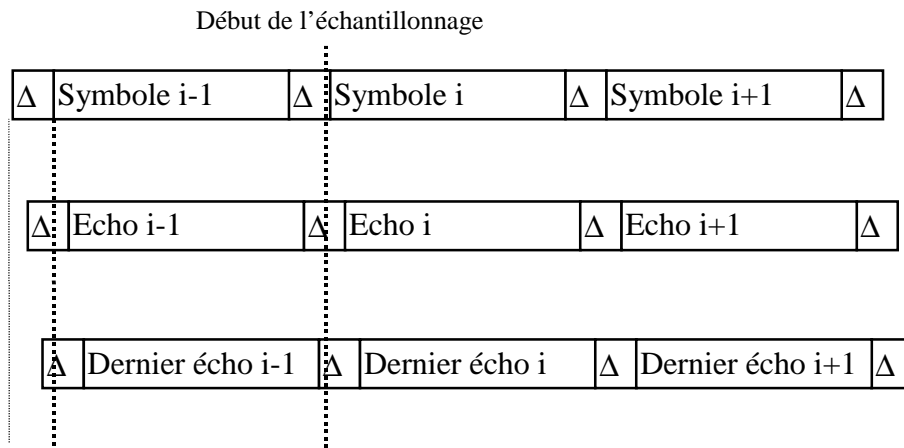 Début de l'échantillonnage
Δ Symbole i-1 Δ Symbole i Δ Symbole i+1 Δ
Δ Echo i-1 Δ Echo i Δ Echo i+1 Δ
Δ Dernier écho i-1 Δ Dernier écho i Δ Dernier écho i+1 Δ